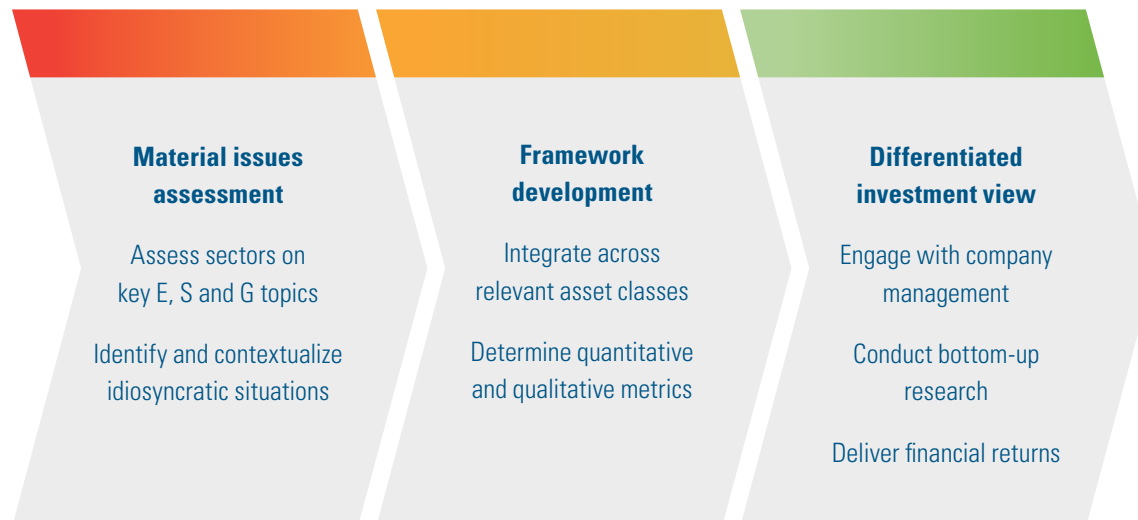 Material issues
assessment
Assess sectors on
key E, S and G topics
Identify and contextualize
idiosyncratic situations
Framework
development
Integrate across
relevant asset classes
Determine quantitative
and qualitative metrics
Differentiated
investment view
Engage with company
management
Conduct bottom-up
research
Deliver financial returns